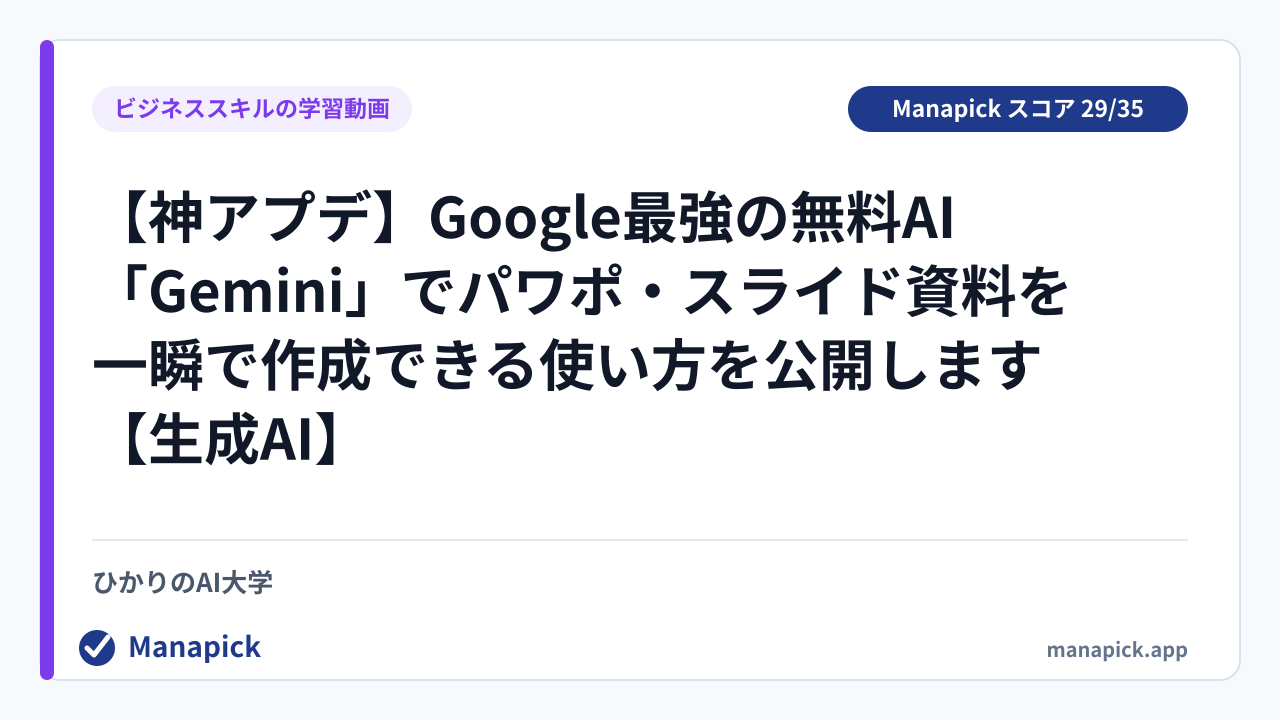 ビジネススキルの学習動画
Manapick スコア 29/35
【神アプデ】Google最強の無料AI
「Gemini」でパワポ・スライド資料を
一瞬で作成できる使い方を公開します
【生成AI】
ひかりのAI大学
Manapick
manapick.app